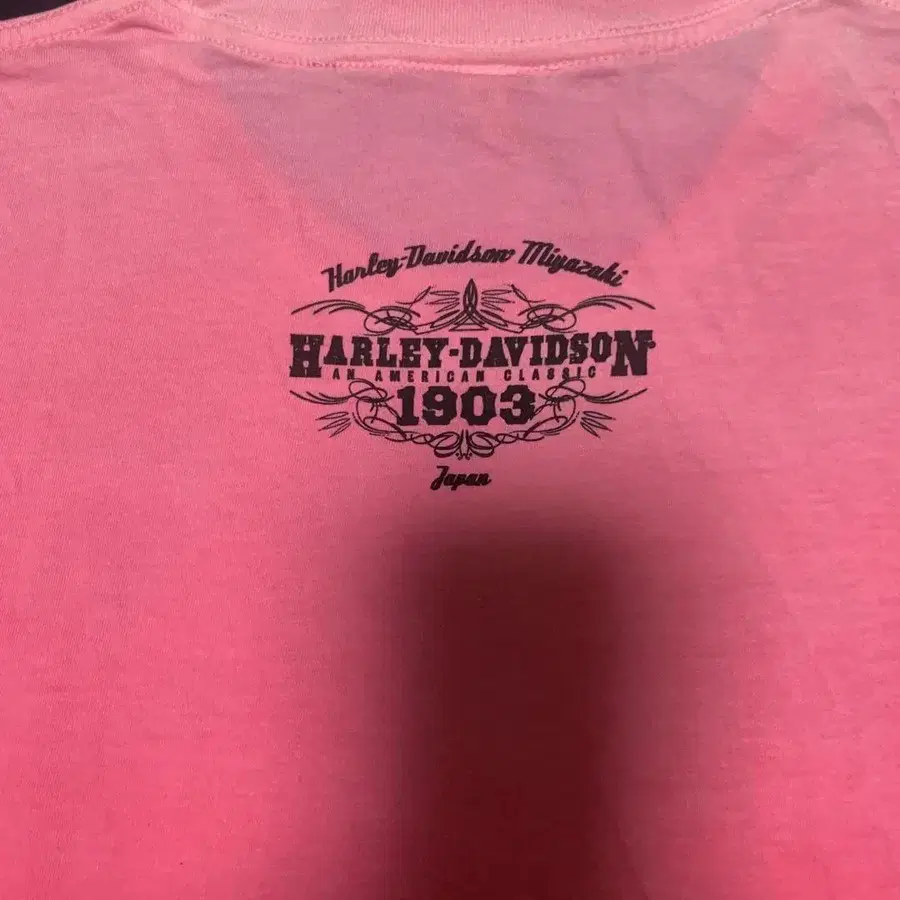 Harley-Davidson Miyazaki
HARLEY-DAVIDSON
AN AMERICAN CLASSIC
1903
Japan